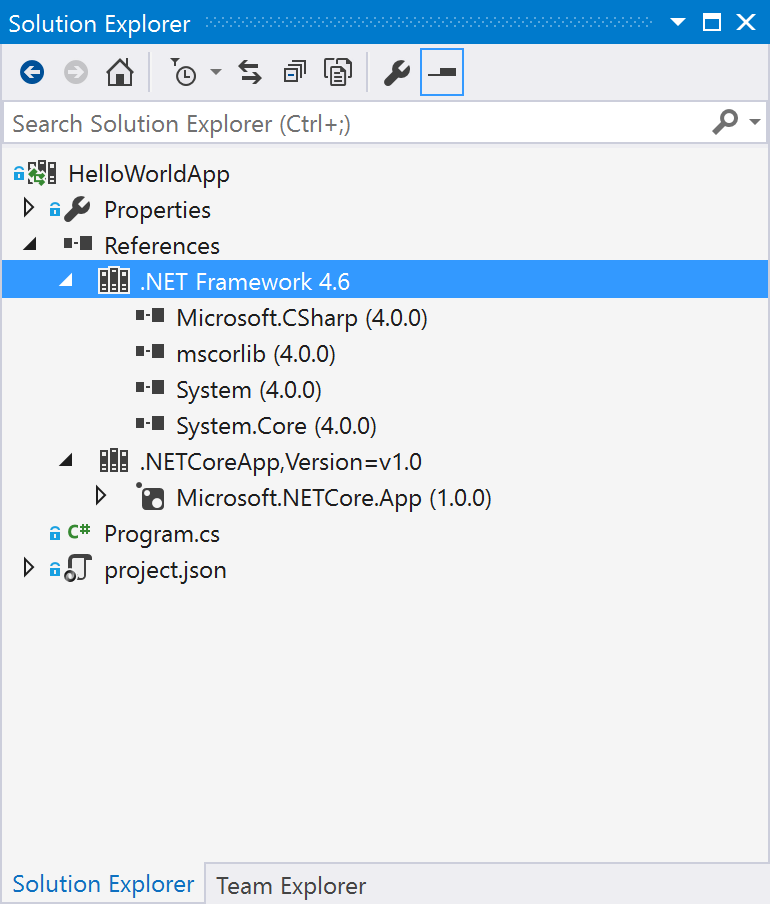 Solution Explorer
Search Solution Explorer (Ctrl+;)
HelloWorldApp
Properties
References
.NET Framework 4.6
Microsoft.CSharp (4.0.0)
mscorlib (4.0.0)
System (4.0.0)
System.Core (4.0.0)
.NETCoreApp,Version=v1.0
Microsoft.NETCore.App (1.0.0)
C# Program.cs
project.json
Solution Explorer Team Explorer